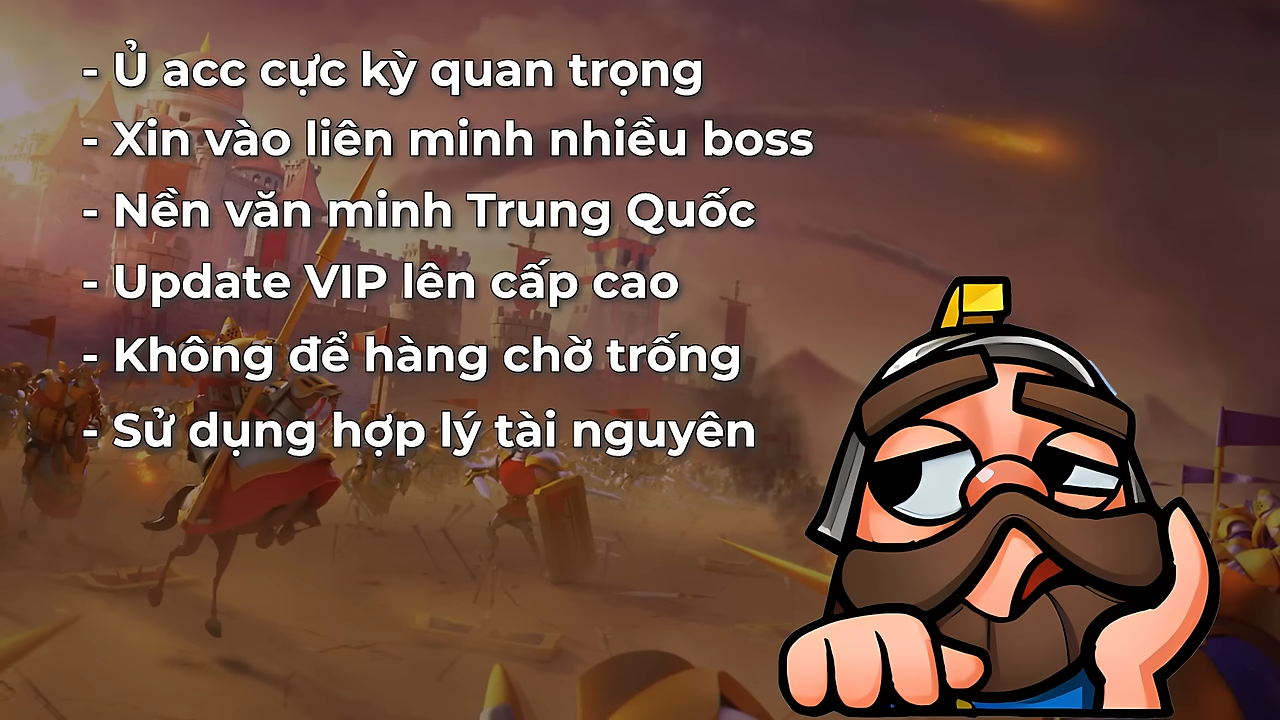 - Ủ acc cực kỳ quan trọng
- Xin vào liên minh nhiều boss
- Nền văn minh Trung Quốc
- Update VIP lên cấp cao
- Không để hàng chờ trống
- Sử dụng hợp lý tài nguyên